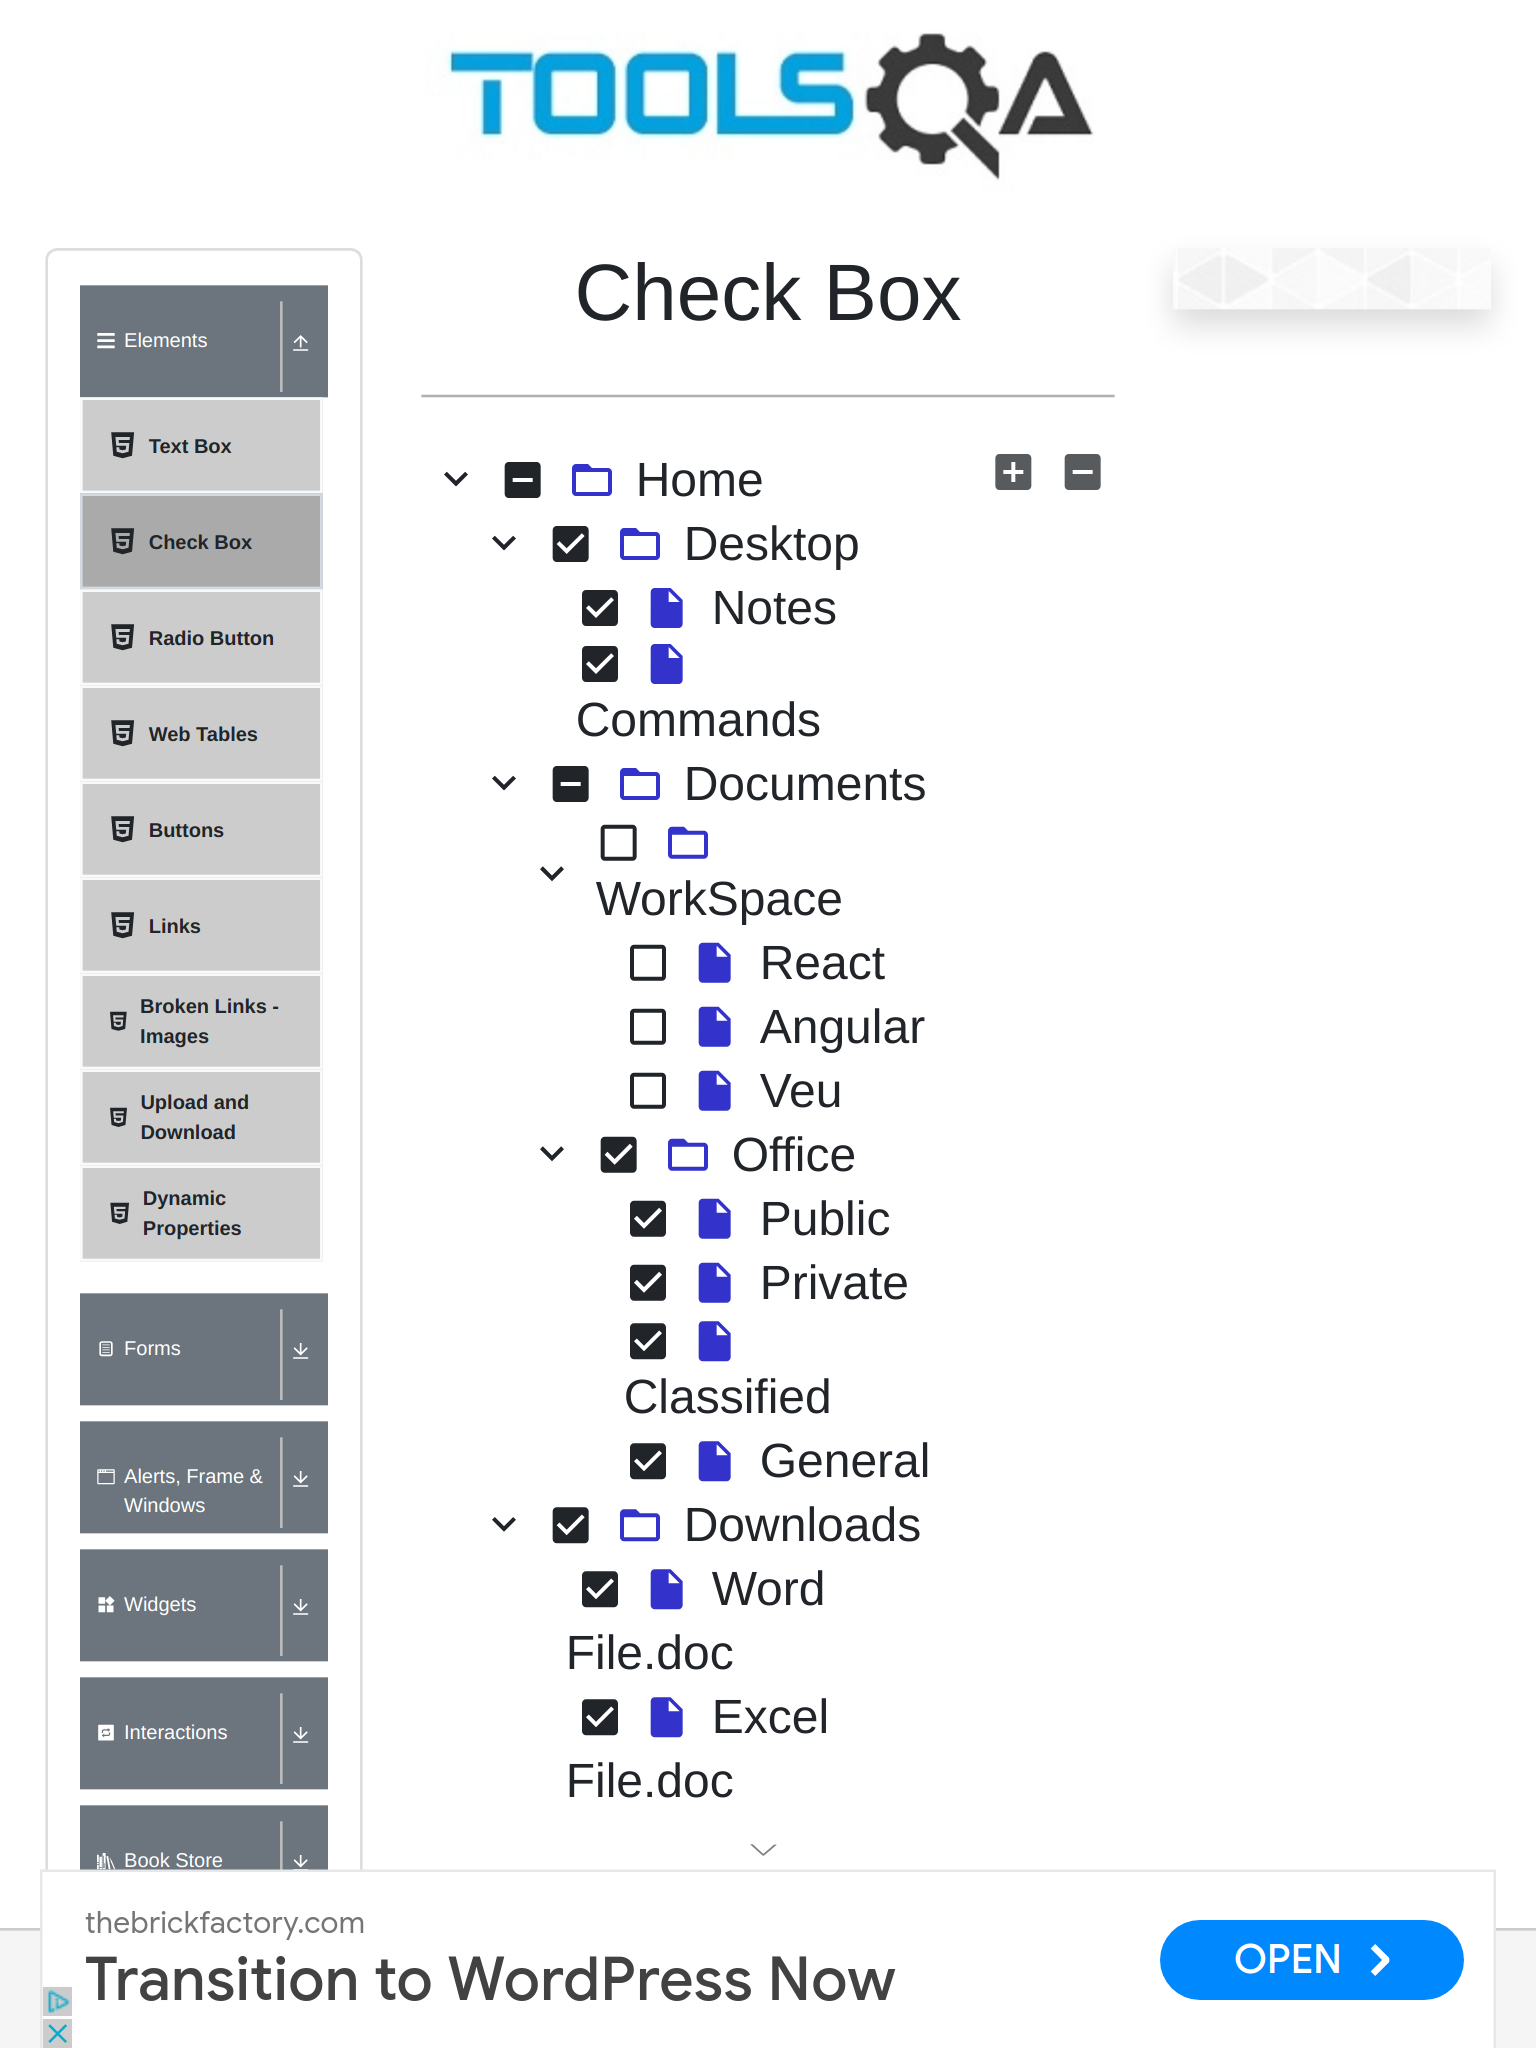 TOOLSQA
Check Box
Elements
Text Box
Check Box
Radio Button
Web Tables
Buttons
Links
Broken Links -
Images
Upload and
Download
Dynamic
Properties
Forms
Alerts, Frame &
Windows
Widgets
Interactions
Book Store
Home
Desktop
Notes
Commands
Documents
WorkSpace
React
Angular
Veu
Office
Public
Private
Classified
General
Downloads
Word
File.doc
Excel
File.doc
thebrickfactory.com
Transition to WordPress Now
OPEN